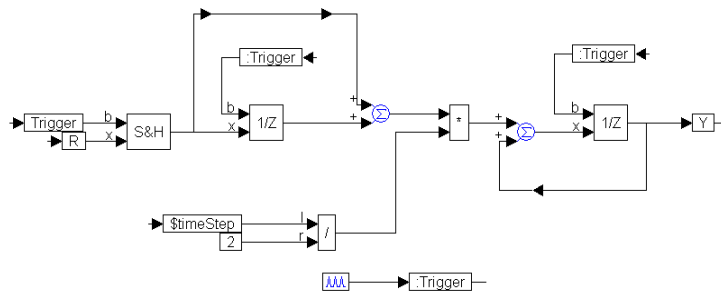 :Trigger
:Trigger
+
Trigger
b
R
x
S&H
b
x
1/Z
+
Σ
*
+
+
Σ
b
x
1/Z
Y
$timeStep
l
2
r
/
:Trigger